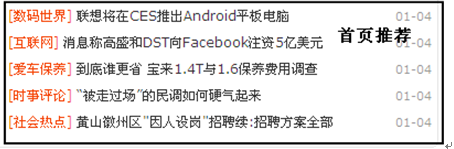 [数码世界] 联想将在CES推出Android平板电脑 01-04
[互联网] 消息称高盛和DST向Facebook注资5亿美元 01-04
首页推荐
[爱车保养] 到底谁更省 宝来1.4T与1.6保养费用调查 01-04
[时事评论] “被走过场”的民调如何硬气起来 01-04
[社会热点] 黄山徽州区“因人设岗”招聘续:招聘方案全部 01-04